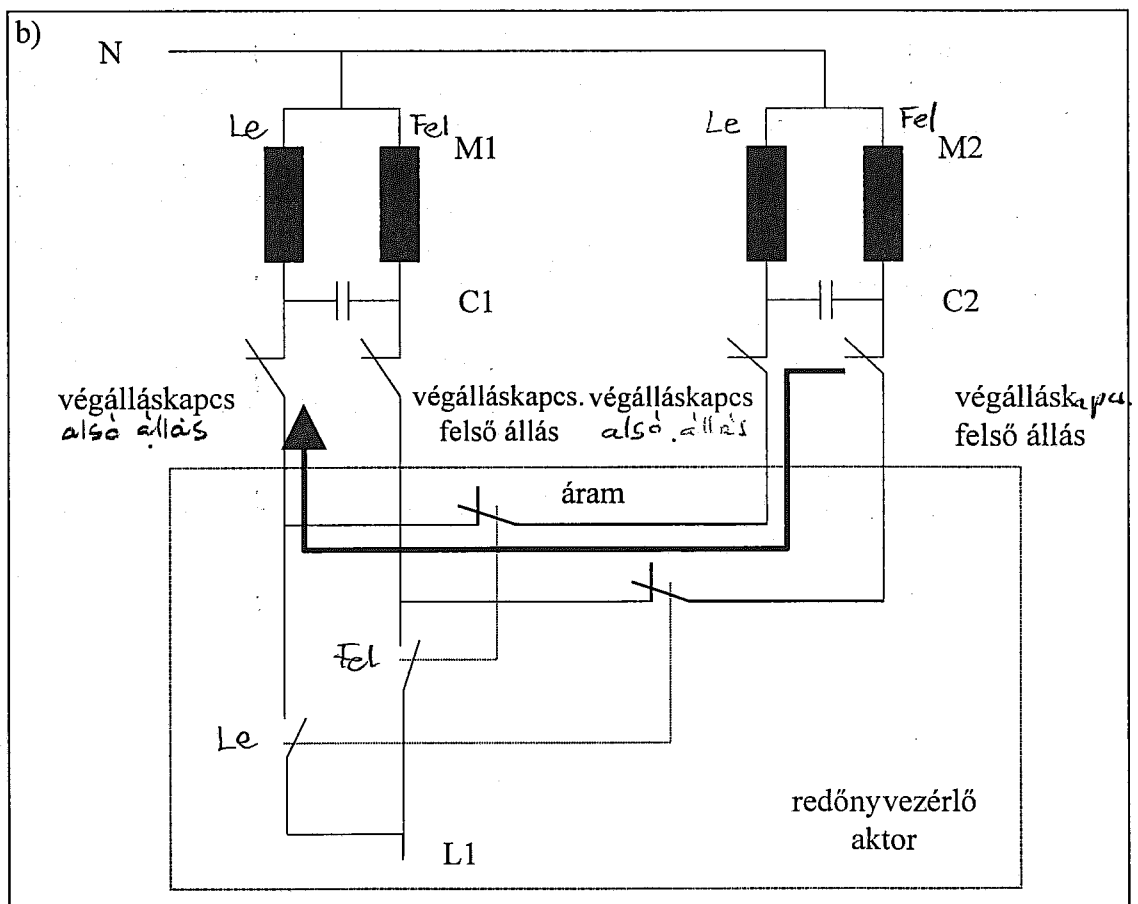 b)
N
Le
Fel
M1
Le
Fel
M2
C1
C2
végálláskapcs
alsó állás
végálláskapcs.
felső állás
végálláskapcs
alsó állás
végálláskapcs.
felső állás
áram
Fel
Le
redőnyvezérlő
aktor
L1